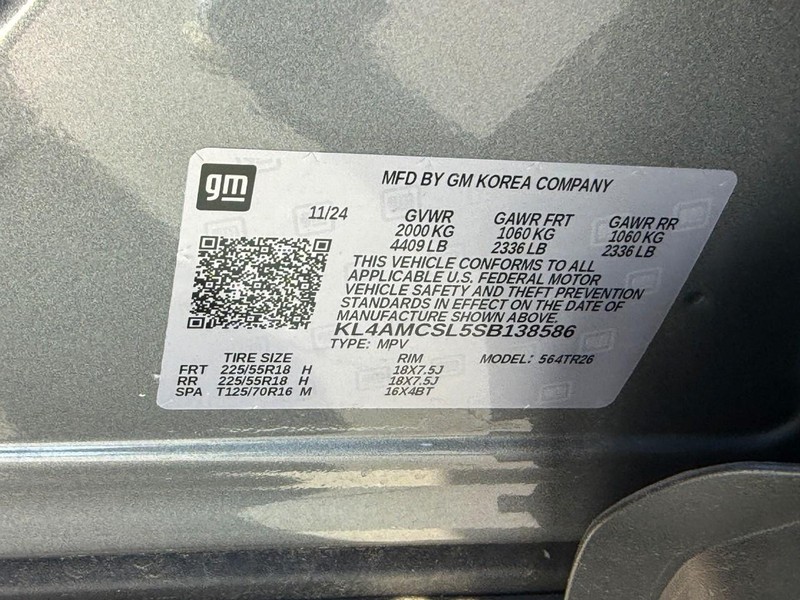 gm
MFD BY GM KOREA COMPANY
11/24 GVWR GAWR FRT GAWR RR
2000 KG 1060 KG 1060 KG
4409 LB 2336 LB 2336 LB
THIS VEHICLE CONFORMS TO ALL
APPLICABLE U.S. FEDERAL MOTOR
VEHICLE SAFETY AND THEFT PREVENTION
STANDARDS IN EFFECT ON THE DATE OF
MANUFACTURE SHOWN ABOVE.
KL4AMCSL5SB138586
TYPE: MPV MODEL: 564TR26
TIRE SIZE RIM
FRT 225/55R18 H 18X7.5J
RR 225/55R18 H 18X7.5J
SPA T125/70R16 M 16X4BT